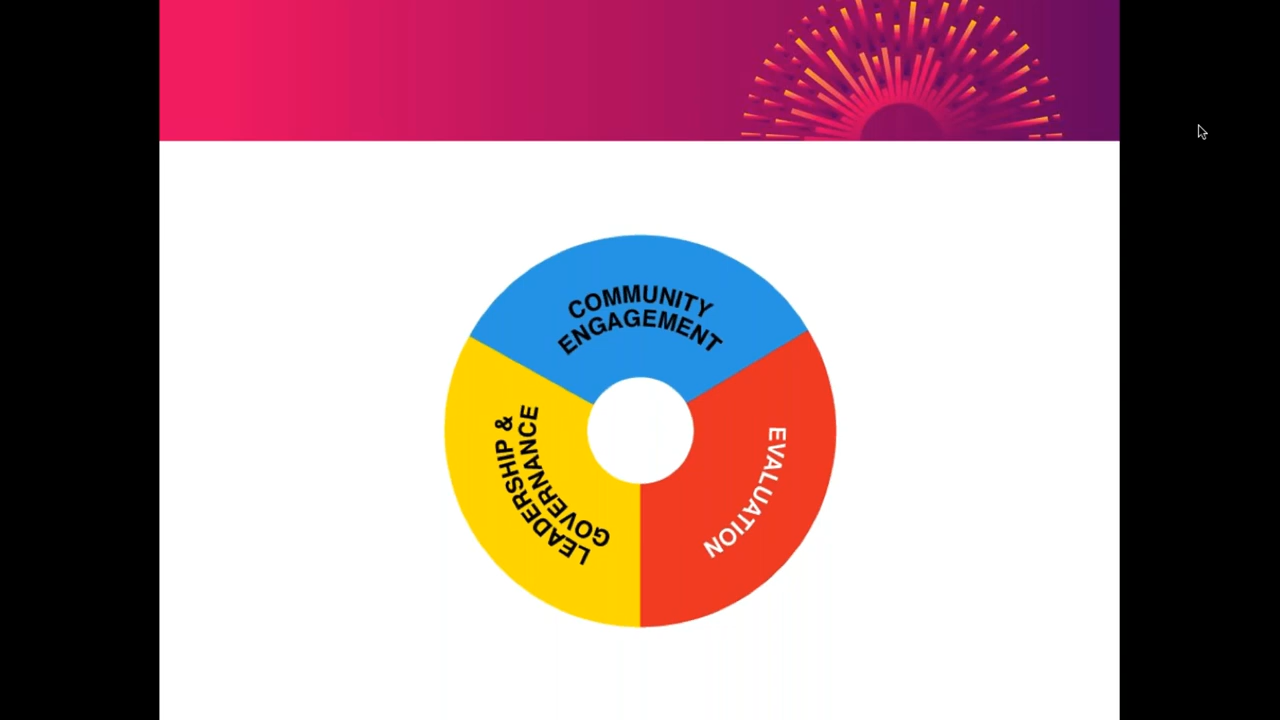 COMMUNITY
ENGAGEMENT
EVALUATION
LEADERSHIP &
GOVERNANCE